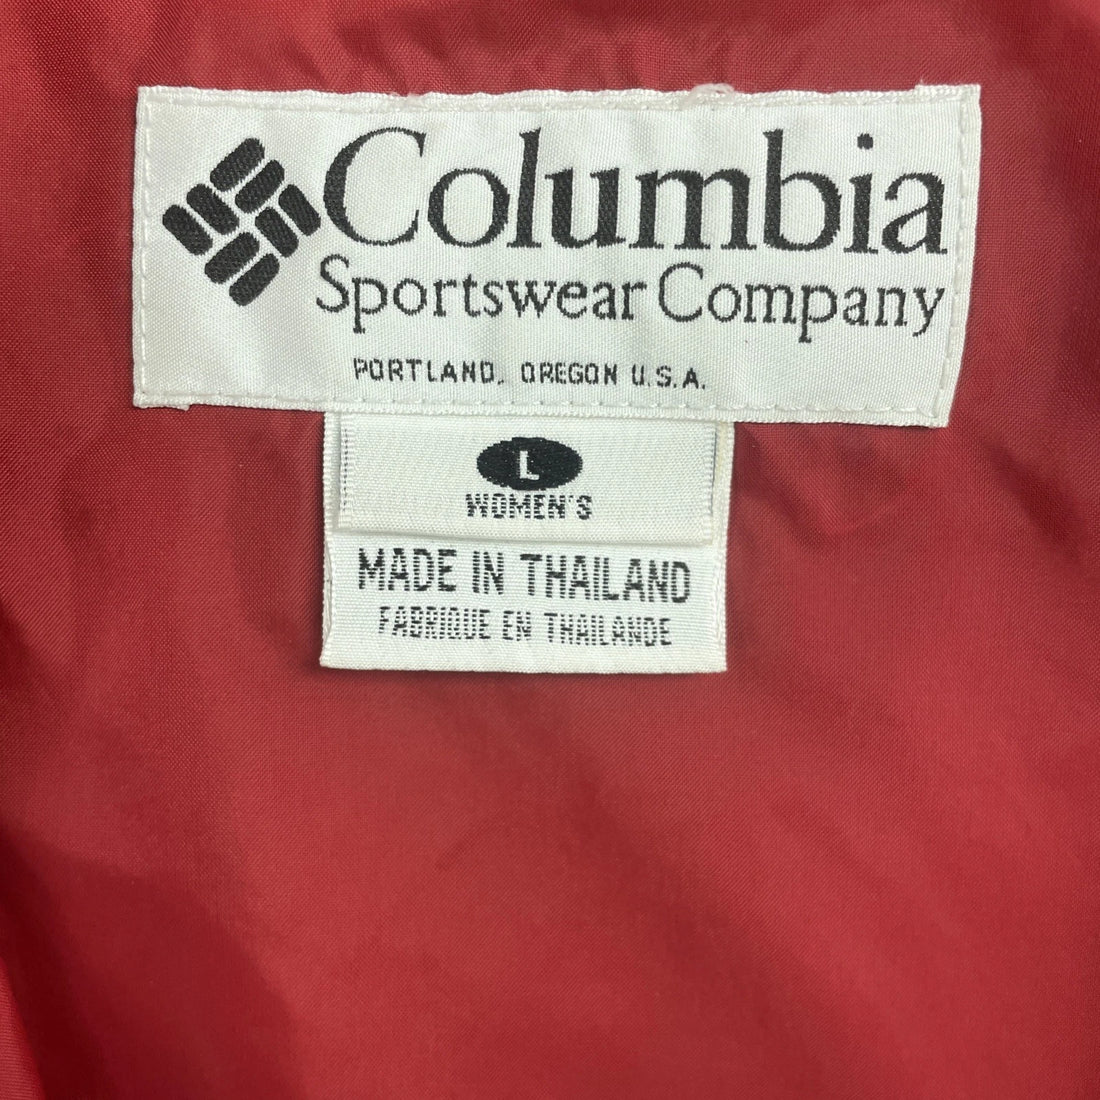 Columbia
Sportswear Company
PORTLAND, OREGON U.S.A.
L
WOMEN'S
MADE IN THAILAND
FABRIQUE EN THAILANDE